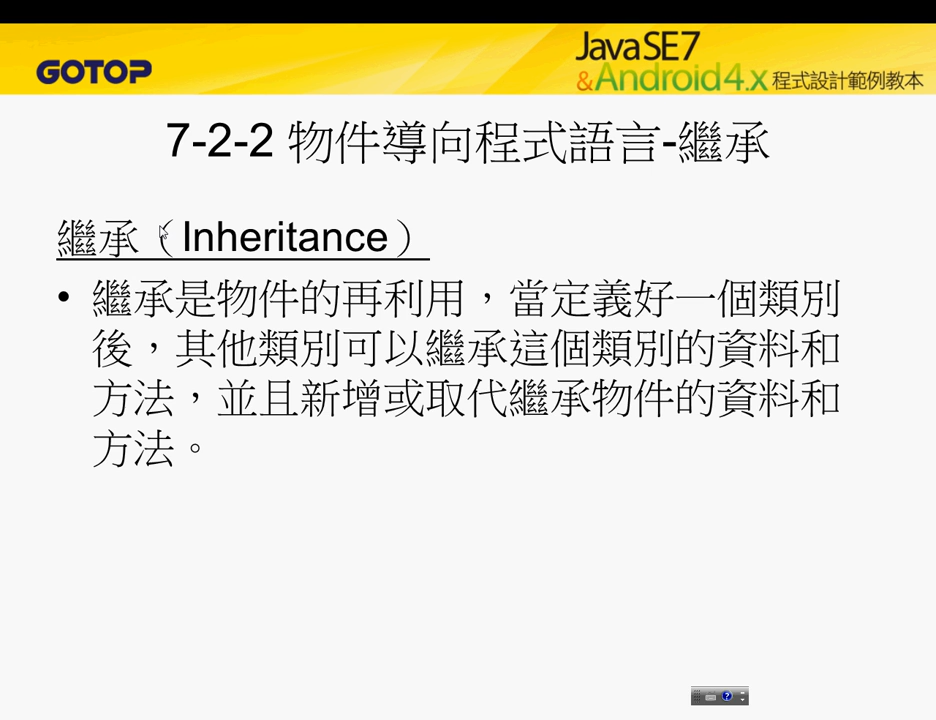 GOTOP
JavaSE7
&Android4.x 程式設計範例教本
7-2-2 物件導向程式語言-繼承
繼承（Inheritance）
• 繼承是物件的再利用，當定義好一個類別
後，其他類別可以繼承這個類別的資料和
方法，並且新增或取代繼承物件的資料和
方法。